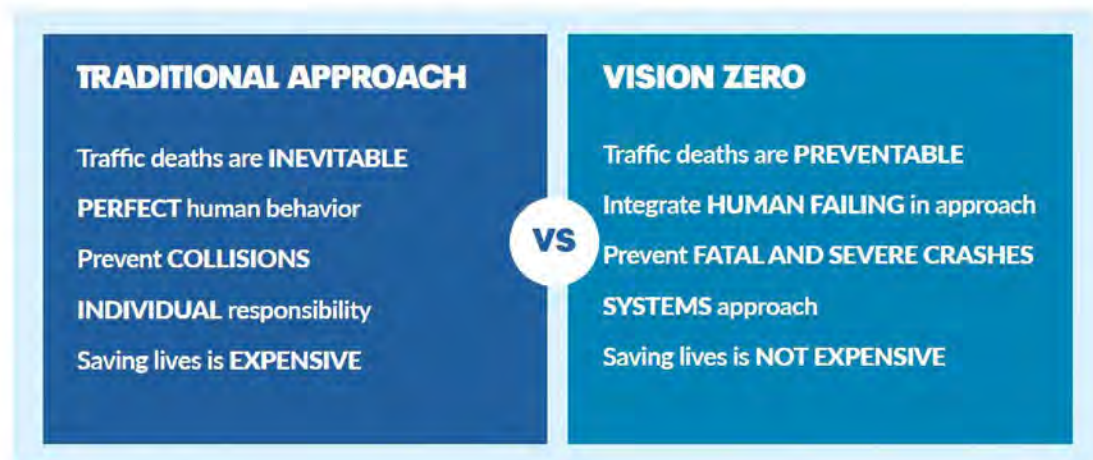 TRADITIONAL APPROACH
Traffic deaths are INEVITABLE
PERFECT human behavior
Prevent COLLISIONS
INDIVIDUAL responsibility
Saving lives is EXPENSIVE
VS
VISION ZERO
Traffic deaths are PREVENTABLE
Integrate HUMAN FAILING in approach
Prevent FATAL AND SEVERE CRASHES
SYSTEMS approach
Saving lives is NOT EXPENSIVE